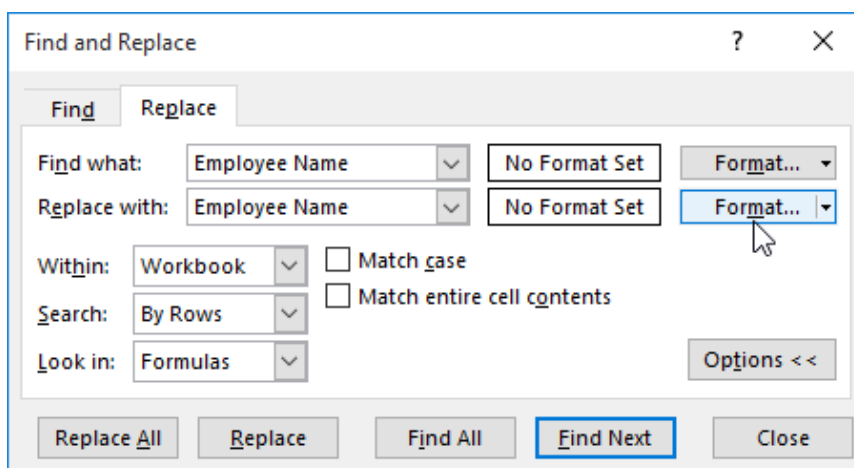 Find and Replace ?
Find Replace
Find what: Employee Name No Format Set Format...
Replace with: Employee Name No Format Set Format...
Within: Workbook Match case
Match entire cell contents
Search: By Rows
Look in: Formulas Options <<
Replace All Replace Find All Find Next Close